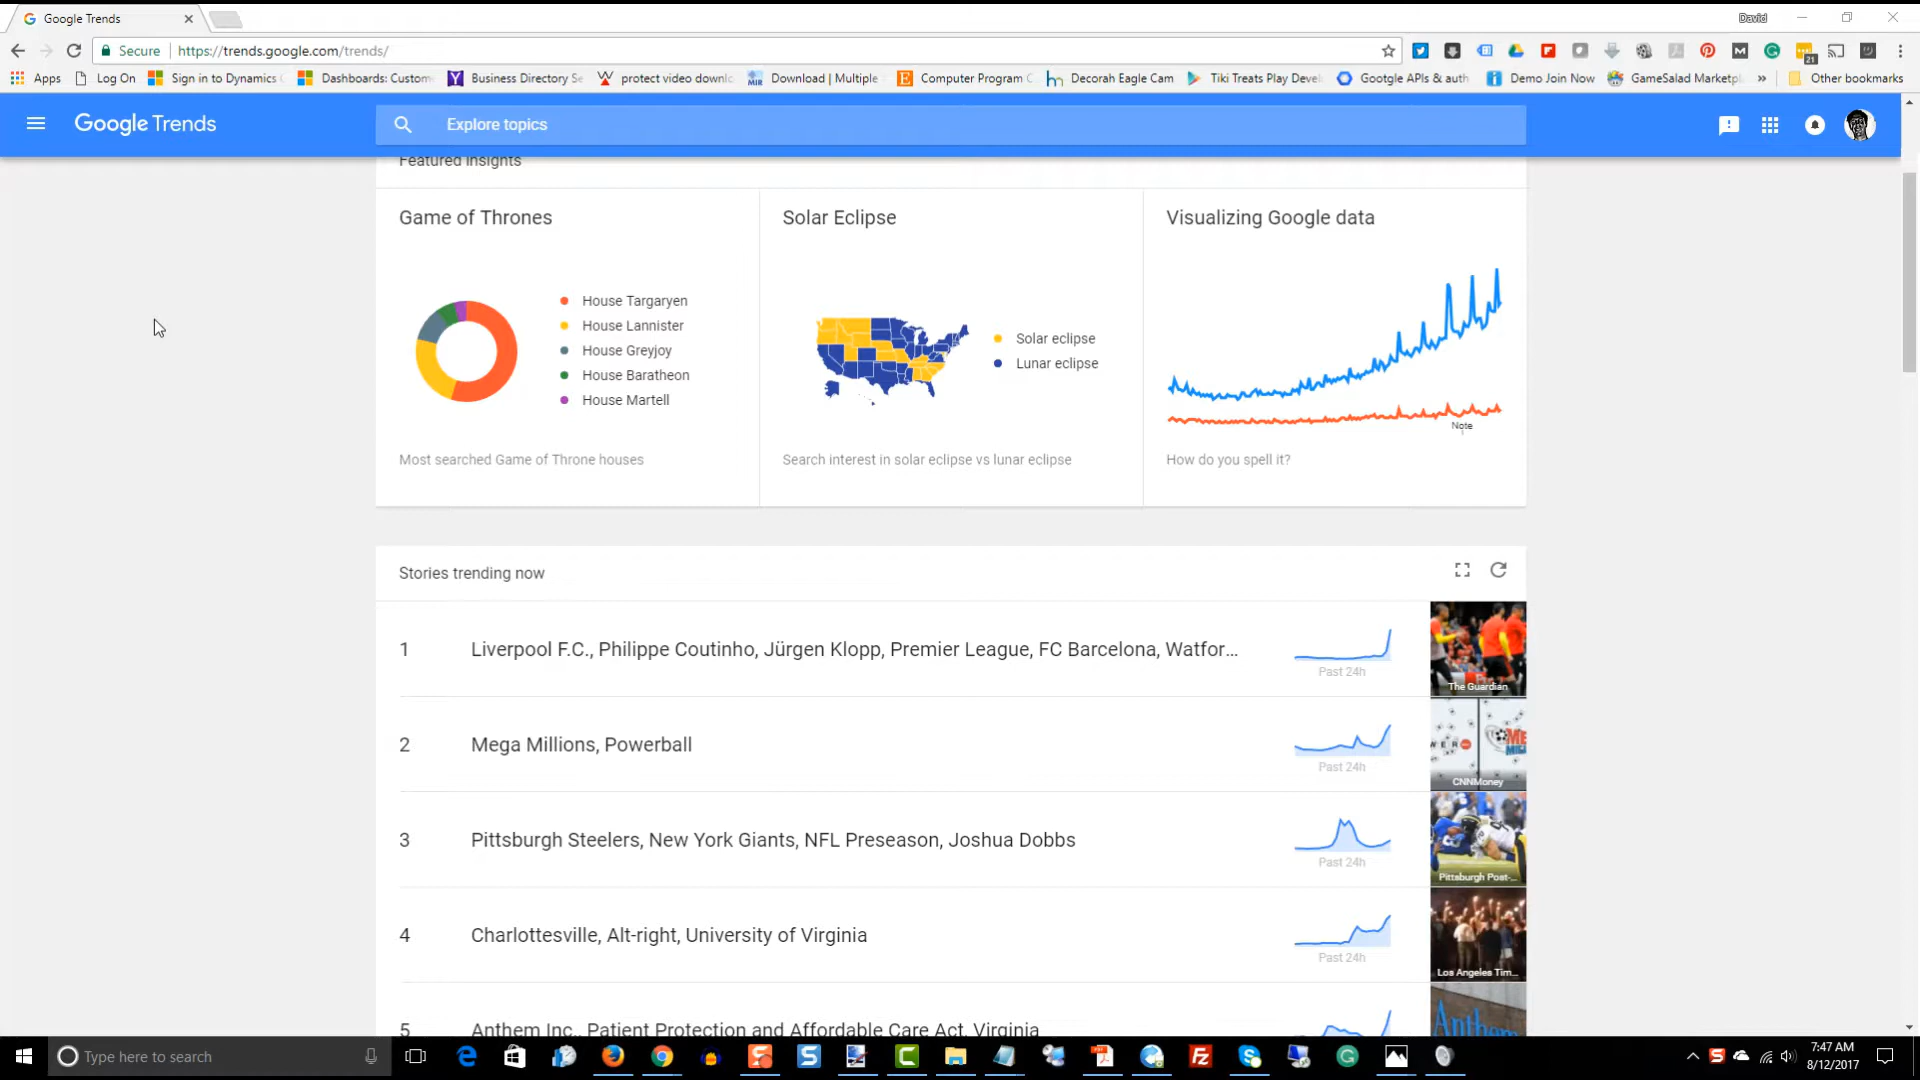 Google Trends
David
Secure https://trends.google.com/trends/
21
Apps Log On Sign in to Dynamics Dashboards: Custom Business Directory Se protect video downlo Download | Multiple Computer Program C Decorah Eagle Cam Tiki Treats Play Devel Gootgle APIs & auth Demo Join Now GameSalad Marketpl » Other bookmarks
Google Trends Explore topics
Featured insights
Game of Thrones
House Targaryen
House Lannister
House Greyjoy
House Baratheon
House Martell
Most searched Game of Throne houses
Solar Eclipse
Solar eclipse
Lunar eclipse
Search interest in solar eclipse vs lunar eclipse
Visualizing Google data
Note
How do you spell it?
Stories trending now
1 Liverpool F.C., Philippe Coutinho, Jürgen Klopp, Premier League, FC Barcelona, Watfor...
Past 24h
The Guardian
2 Mega Millions, Powerball
Past 24h
CNNMoney
3 Pittsburgh Steelers, New York Giants, NFL Preseason, Joshua Dobbs
Past 24h
Pittsburgh Post-...
4 Charlottesville, Alt-right, University of Virginia
Past 24h
Los Angeles Tim...
5 Anthem Inc., Patient Protection and Affordable Care Act, Virginia
Anthem
Type here to search
7:47 AM
8/12/2017